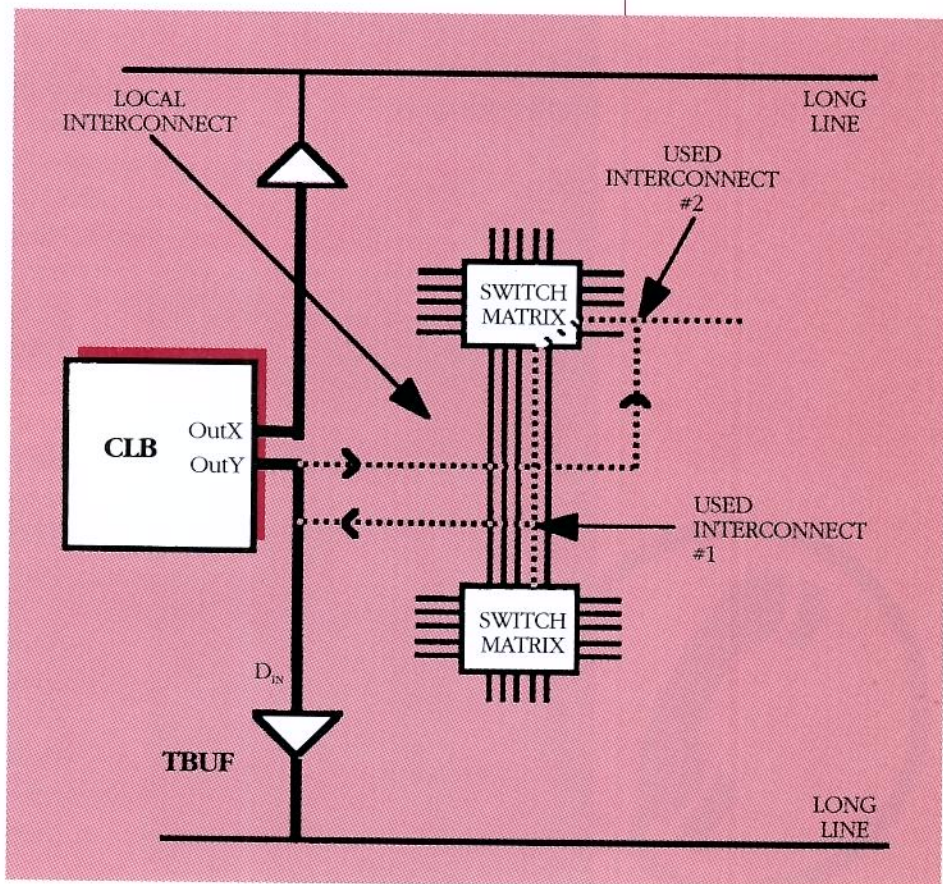 LOCAL
INTERCONNECT
LONG
LINE
USED
INTERCONNECT
#2
SWITCH
MATRIX
CLB
OutX
OutY
USED
INTERCONNECT
#1
SWITCH
MATRIX
DIN
TBUF
LONG
LINE